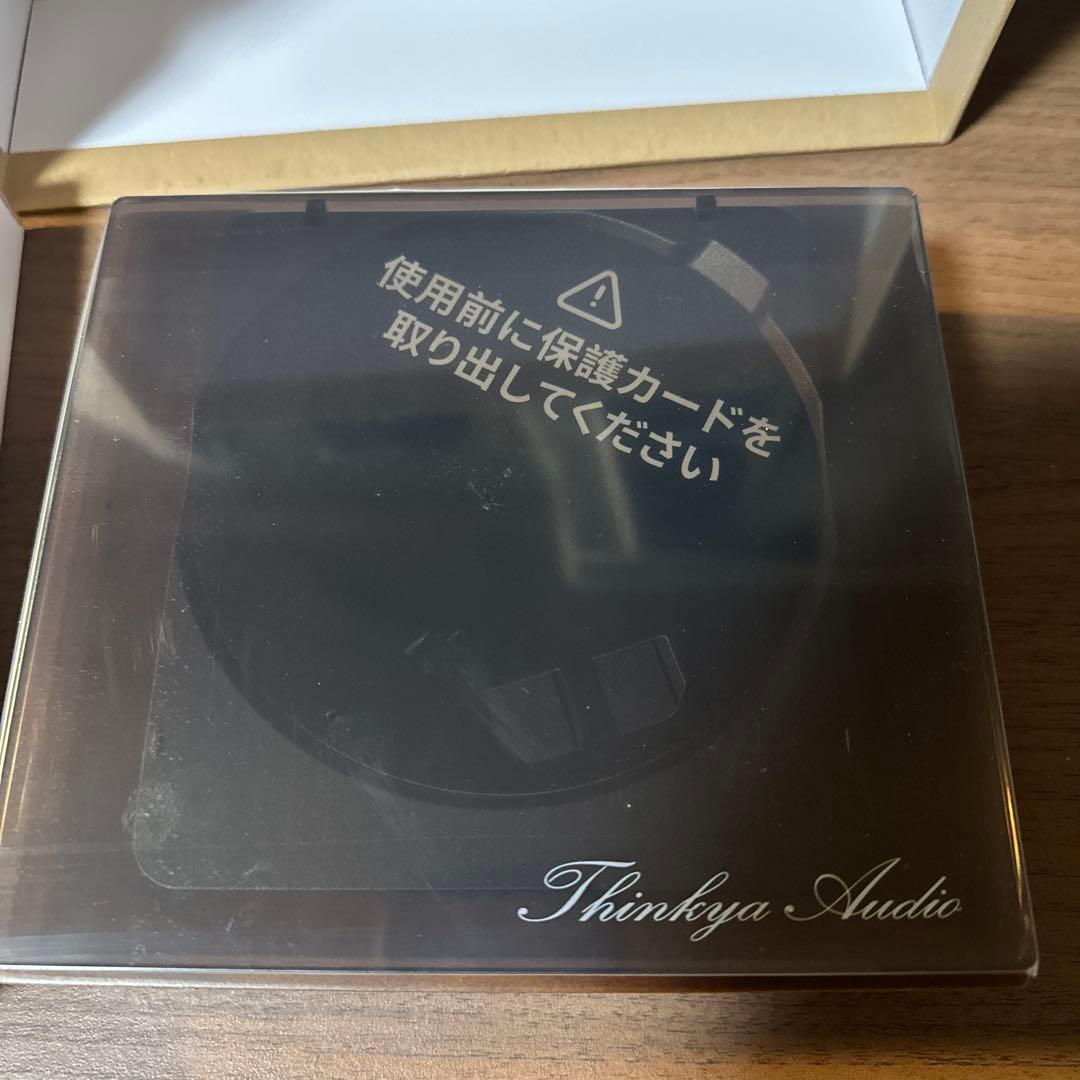 使用前に保護カードを
取り出してください
Thinkya Audio